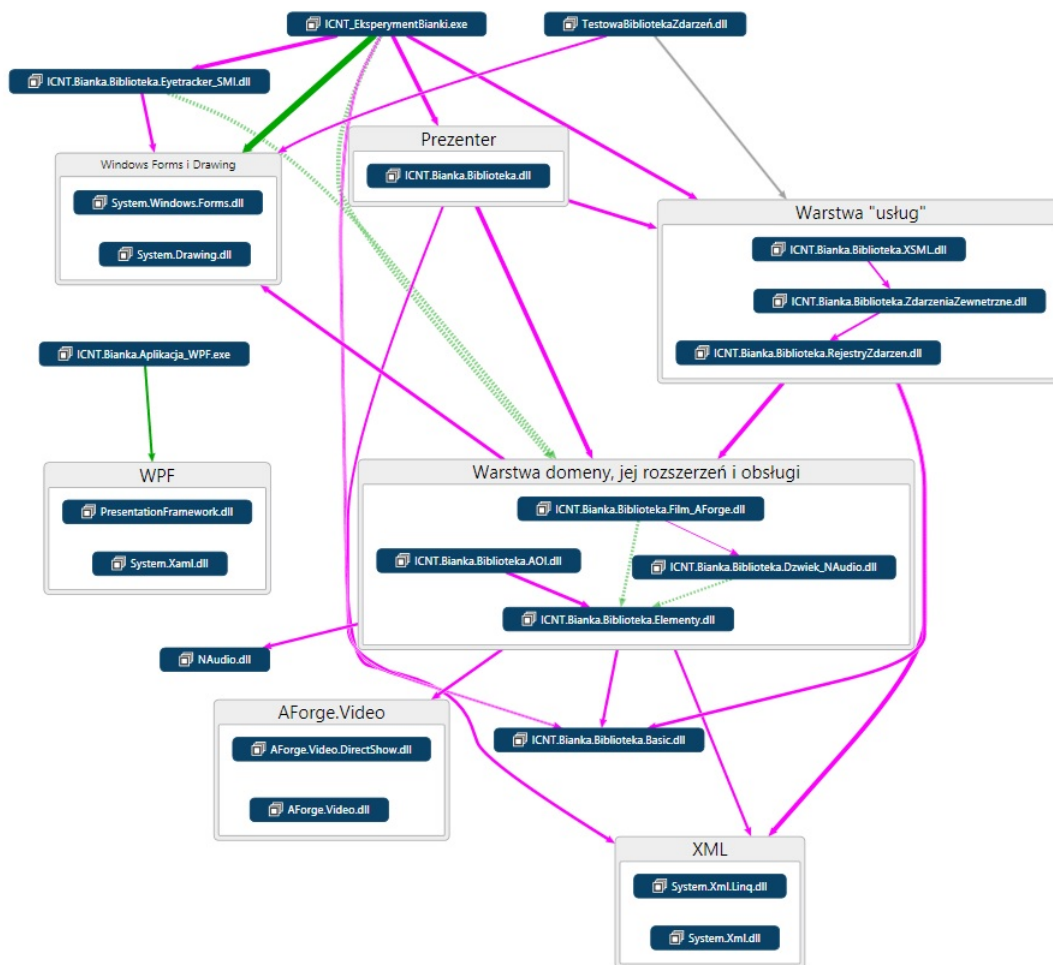 ICNT_EksperymentBianki.exe
TestowaBibliotekaZdarzeń.dll
ICNT.Bianka.Biblioteka.Eyetracker_SMI.dll
Prezenter
ICNT.Bianka.Biblioteka.dll
Windows Forms i Drawing
System.Windows.Forms.dll
System.Drawing.dll
Warstwa "usług"
ICNT.Bianka.Biblioteka.XSML.dll
ICNT.Bianka.Biblioteka.ZdarzeniaZewnetrzne.dll
ICNT.Bianka.Biblioteka.RejestryZdarzen.dll
ICNT.Bianka.Aplikacja_WPF.exe
WPF
PresentationFramework.dll
System.Xaml.dll
Warstwa domeny, jej rozszerzeń i obsługi
ICNT.Bianka.Biblioteka.Film_AForge.dll
ICNT.Bianka.Biblioteka.AOI.dll
ICNT.Bianka.Biblioteka.Dzwiek_NAudio.dll
ICNT.Bianka.Biblioteka.Elementy.dll
NAudio.dll
AForge.Video
AForge.Video.DirectShow.dll
AForge.Video.dll
ICNT.Bianka.Biblioteka.Basic.dll
XML
System.Xml.Linq.dll
System.Xml.dll